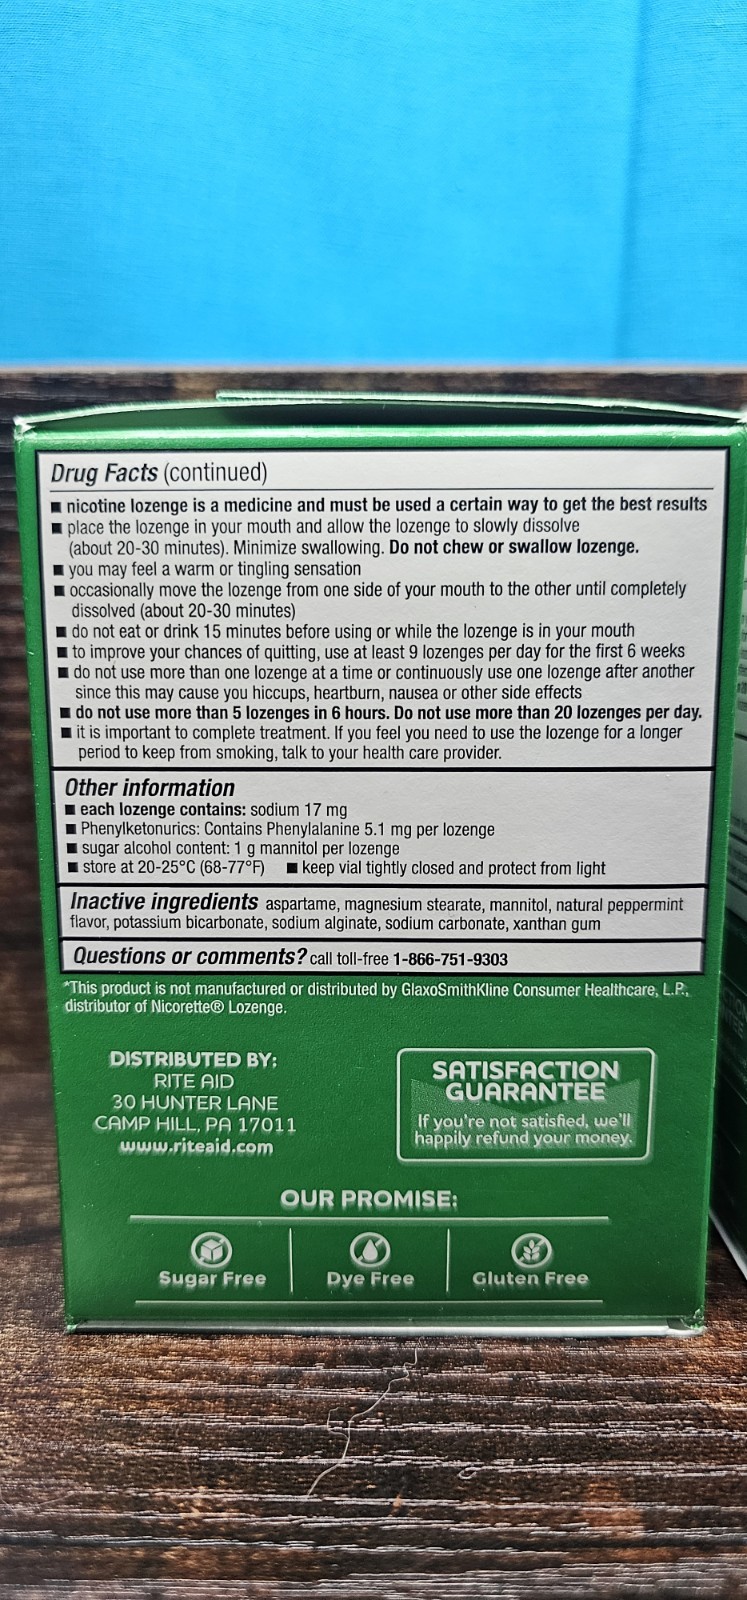 Drug Facts (continued)
■ nicotine lozenge is a medicine and must be used a certain way to get the best results
■ place the lozenge in your mouth and allow the lozenge to slowly dissolve
(about 20-30 minutes). Minimize swallowing. Do not chew or swallow lozenge.
■ you may feel a warm or tingling sensation
■ occasionally move the lozenge from one side of your mouth to the other until completely
dissolved (about 20-30 minutes)
■ do not eat or drink 15 minutes before using or while the lozenge is in your mouth
■ to improve your chances of quitting, use at least 9 lozenges per day for the first 6 weeks
■ do not use more than one lozenge at a time or continuously use one lozenge after another
since this may cause you hiccups, heartburn, nausea or other side effects
■ do not use more than 5 lozenges in 6 hours. Do not use more than 20 lozenges per day.
■ it is important to complete treatment. If you feel you need to use the lozenge for a longer
period to keep from smoking, talk to your health care provider.
Other information
■ each lozenge contains: sodium 17 mg
■ Phenylketonurics: Contains Phenylalanine 5.1 mg per lozenge
■ sugar alcohol content: 1 g mannitol per lozenge
■ store at 20-25°C (68-77°F) ■ keep vial tightly closed and protect from light
Inactive ingredients aspartame, magnesium stearate, mannitol, natural peppermint
flavor, potassium bicarbonate, sodium alginate, sodium carbonate, xanthan gum
Questions or comments? call toll-free 1-866-751-9303
*This product is not manufactured or distributed by GlaxoSmithKline Consumer Healthcare, L.P.,
distributor of Nicorette® Lozenge.
DISTRIBUTED BY:
RITE AID
30 HUNTER LANE
CAMP HILL, PA 17011
www.riteaid.com
SATISFACTION
GUARANTEE
If you're not satisfied, we'll
happily refund your money.
OUR PROMISE:
Sugar Free
Dye Free
Gluten Free